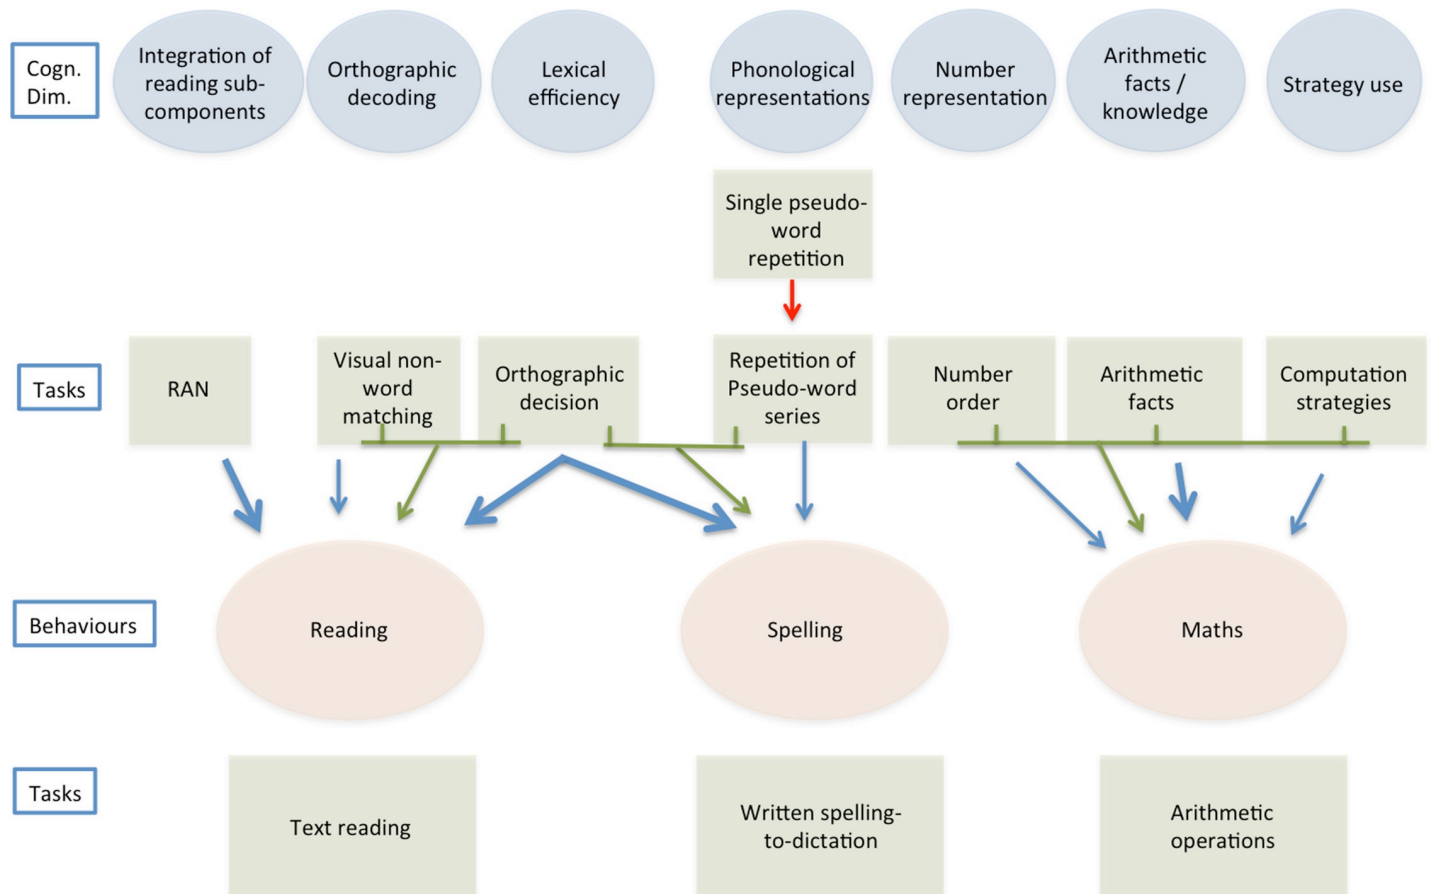 Cogn.
Dim.
Integration of
reading sub-
components
Orthographic
decoding
Lexical
efficiency
Phonological
representations
Number
representation
Arithmetic
facts /
knowledge
Strategy use
Single pseudo-
word
repetition
Tasks
RAN
Visual non-
word
matching
Orthographic
decision
Repetition of
Pseudo-word
series
Number
order
Arithmetic
facts
Computation
strategies
Behaviours
Reading
Spelling
Maths
Tasks
Text reading
Written spelling-
to-dictation
Arithmetic
operations